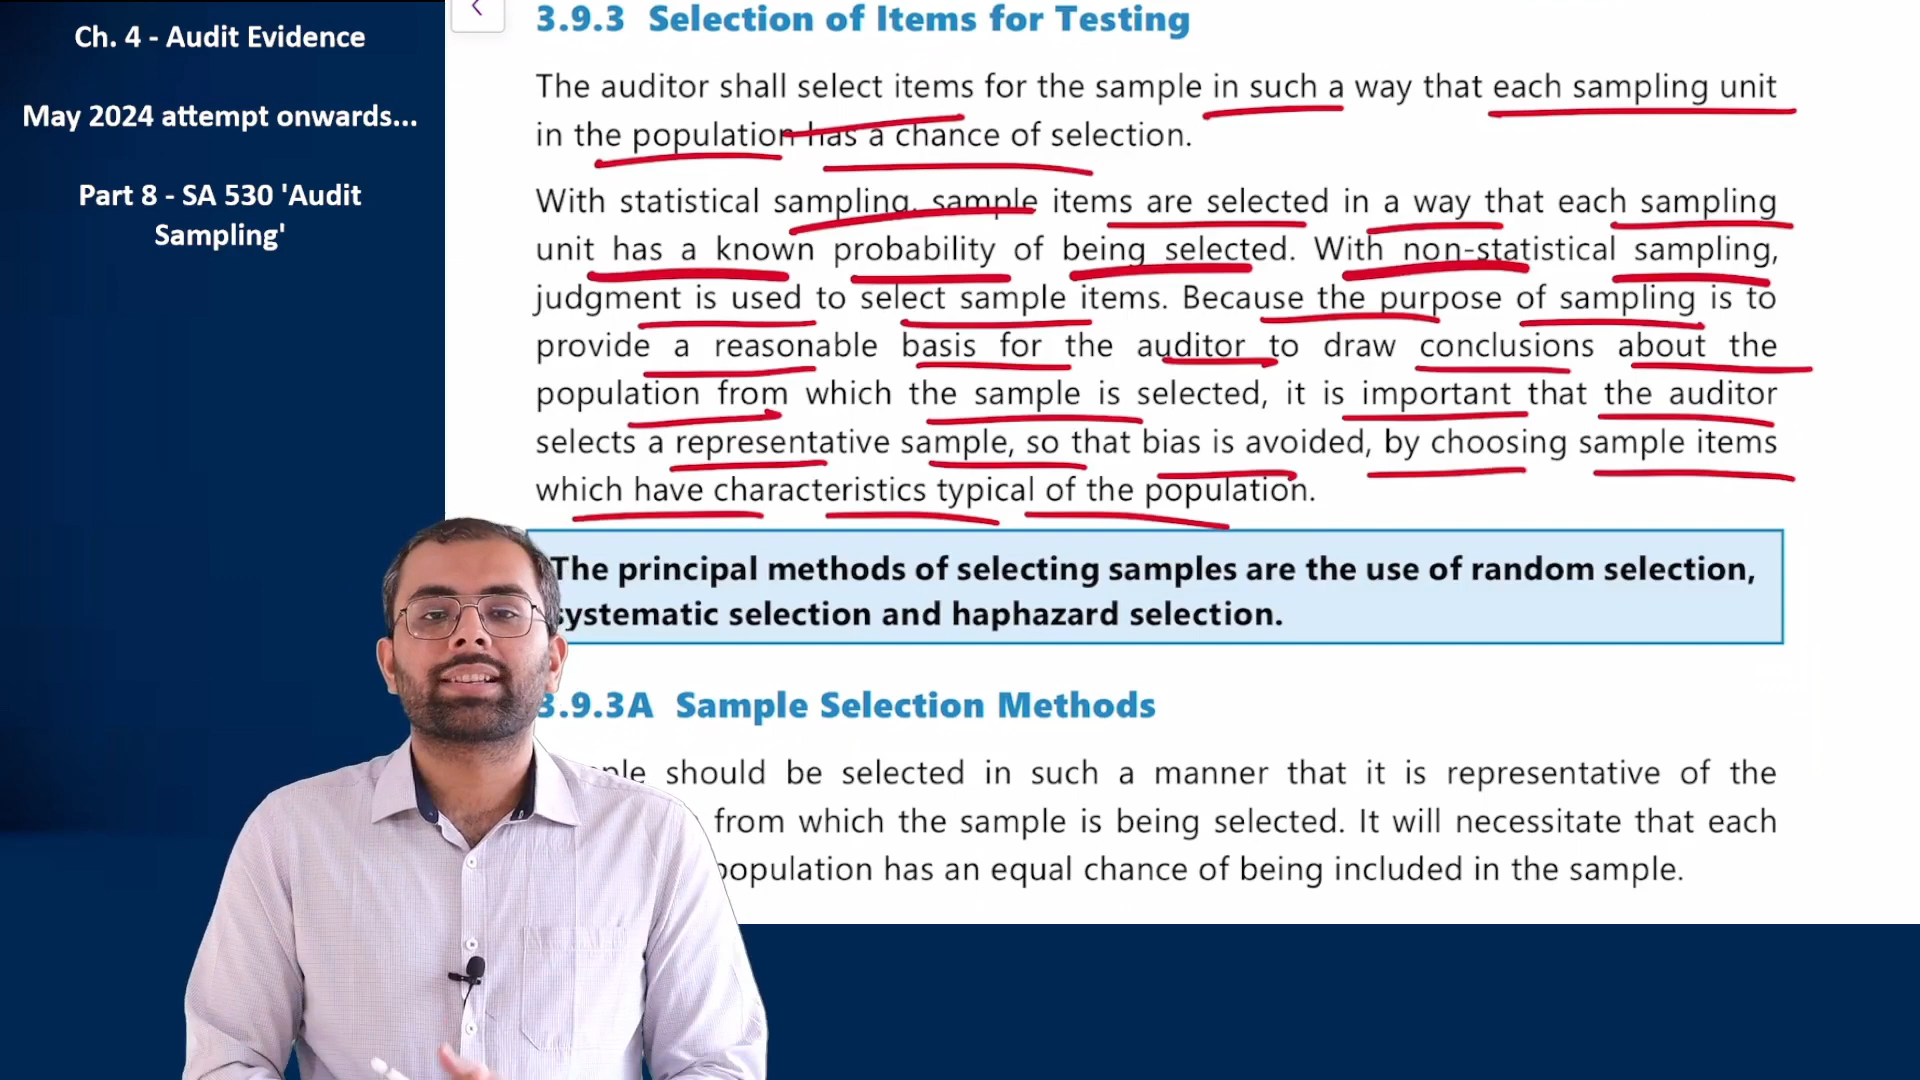 Ch. 4 - Audit Evidence
May 2024 attempt onwards...
Part 8 - SA 530 'Audit
Sampling'
3.9.3 Selection of Items for Testing
The auditor shall select items for the sample in such a way that each sampling unit
in the population has a chance of selection.
With statistical sampling, sample items are selected in a way that each sampling
unit has a known probability of being selected. With non-statistical sampling,
judgment is used to select sample items. Because the purpose of sampling is to
provide a reasonable basis for the auditor to draw conclusions about the
population from which the sample is selected, it is important that the auditor
selects a representative sample, so that bias is avoided, by choosing sample items
which have characteristics typical of the population.
The principal methods of selecting samples are the use of random selection,
systematic selection and haphazard selection.
3.9.3A Sample Selection Methods
should be selected in such a manner that it is representative of the
from which the sample is being selected. It will necessitate that each
population has an equal chance of being included in the sample.